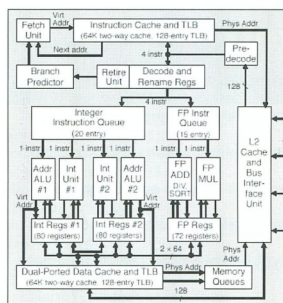 Fetch Unit
Virt Addr
Instruction Cache and TLB
(64K two-way cache, 128-entry TLB)
Phys Addr
Next addr
4 instr
Pre-decode
Branch Predictor
Retire Unit
Decode and Rename Regs
128
4 instr
Integer Instruction Queue
(20 entry)
FP Instr Queue
(15 entry)
1 instr
1 instr
1 instr
1 instr
1 instr
1 instr
Addr ALU #1
Int Unit #1
Int Unit #2
Addr ALU #2
FP ADD DIV, SQRT
FP MUL
L2 Cache and Bus Interface Unit
Virt Addr
Virt Addr
Int Regs #1
(80 registers)
Int Regs #2
(80 registers)
FP Regs
(72 registers)
2 × 64
Phys Addr
Dual-Ported Data Cache and TLB
(64K two-way cache, 128-entry TLB)
Phys Addr
128
Memory Queues